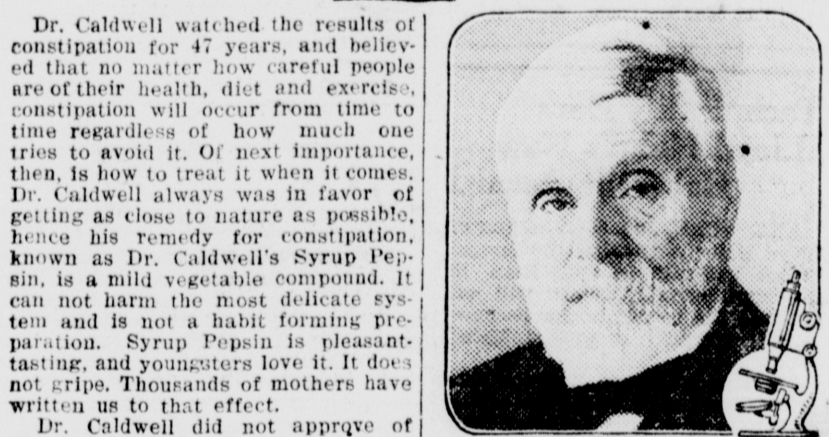 Dr. Caldwell watched the results of
constipation for 47 years, and believ-
ed that no matter how careful people
are of their health, diet and exercise,
constipation will occur from time to
time regardless of how much one
tries to avoid it. Of next importance,
then, is how to treat it when it comes.
Dr. Caldwell always was in favor of
getting as close to nature as possible,
hence his remedy for constipation,
known as Dr. Caldwell's Syrup Pep-
sin, is a mild vegetable compound. It
can not harm the most delicate sys-
tem and is not a habit forming pre-
paration. Syrup Pepsin is pleasant-
tasting, and youngsters love it. It does
not gripe. Thousands of mothers have
written us to that effect.
Dr. Caldwell did not approve of